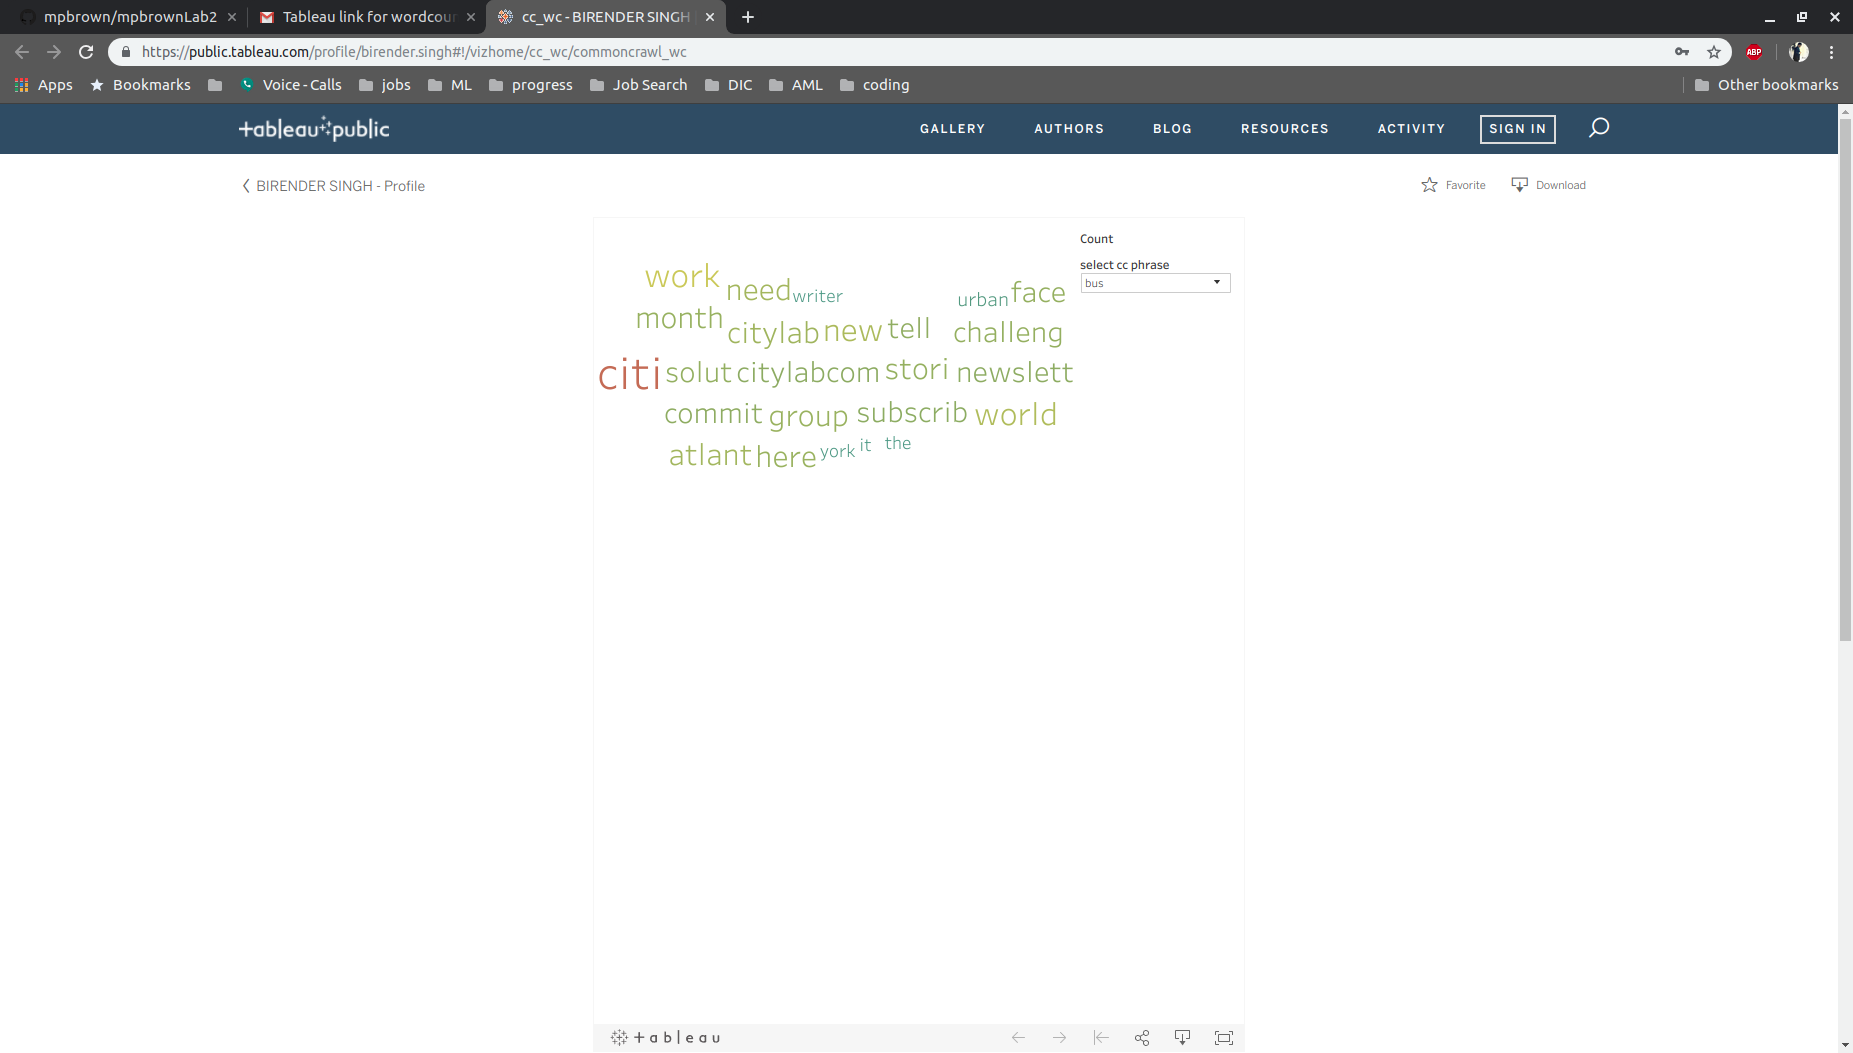 mpbrown/mpbrownLab2
Tableau link for wordcour
cc_wc - BIRENDER SINGH
https://public.tableau.com/profile/birender.singh#!/vizhome/cc_wc/commoncrawl_wc
ABP
Apps Bookmarks Voice - Calls jobs ML progress Job Search DIC AML coding Other bookmarks
+ableau public
GALLERY AUTHORS BLOG RESOURCES ACTIVITY SIGN IN
BIRENDER SINGH - Profile
Favorite Download
Count
select cc phrase
bus
work need writer urban face
month citylab new tell challeng
citi solut citylabcom stori newslett
commit group subscrib world
atlant here york it the
+ableau